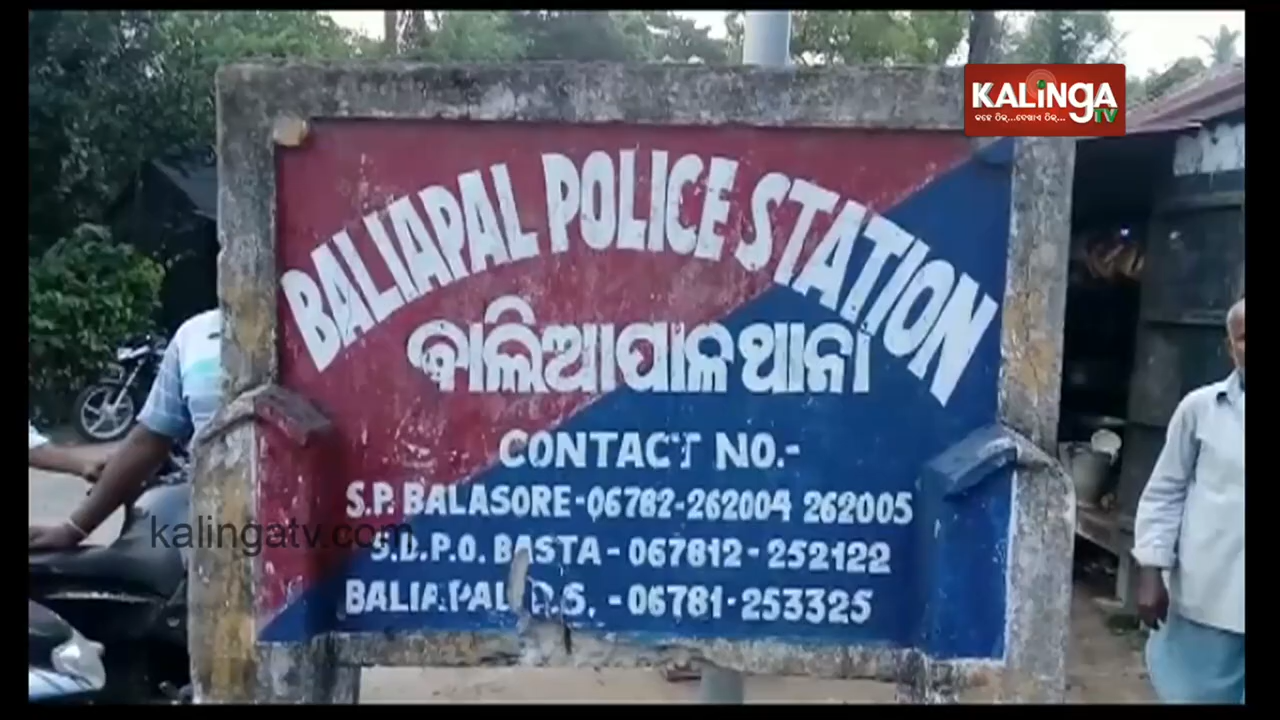 KALINGA TV
କହେ ଠିକ୍...ଦେଖାଏ ଠିକ୍...
BALIAPAL POLICE STATION
ବାଲିଆପାଳ ଥାନା
CONTACT NO.-
S.P. BALASORE-06782-262004 262005
S.D.P.O. BASTA - 067812 - 252122
BALIAPAL P.S. - 06781-253325
kalingatv.com